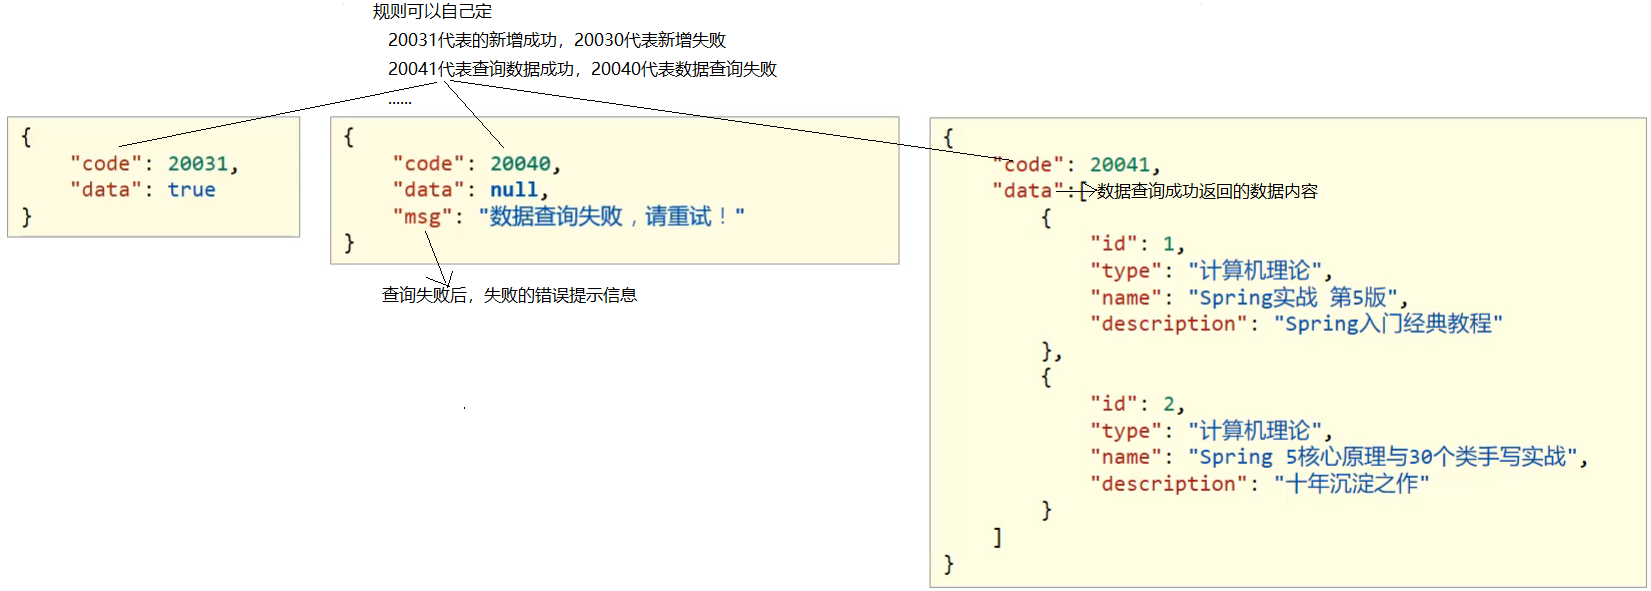 规则可以自己定
20031代表的新增成功，20030代表新增失败
20041代表查询数据成功，20040代表数据查询失败
......
{
"code": 20031,
"data": true
}
{
"code": 20040,
"data": null,
"msg": "数据查询失败，请重试！"
}
查询失败后，失败的错误提示信息
{
"code": 20041,
"data":[数据查询成功返回的数据内容
{
"id": 1,
"type": "计算机理论",
"name": "Spring实战 第5版",
"description": "Spring入门经典教程"
},
{
"id": 2,
"type": "计算机理论",
"name": "Spring 5核心原理与30个类手写实战",
"description": "十年沉淀之作"
}
]
}